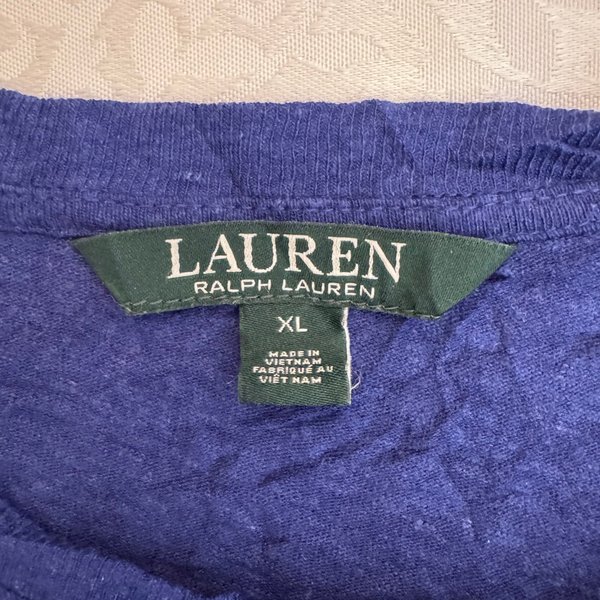 LAUREN
RALPH LAUREN
XL
MADE IN
VIETNAM
FABRIQUÉ AU
VIÊT NAM